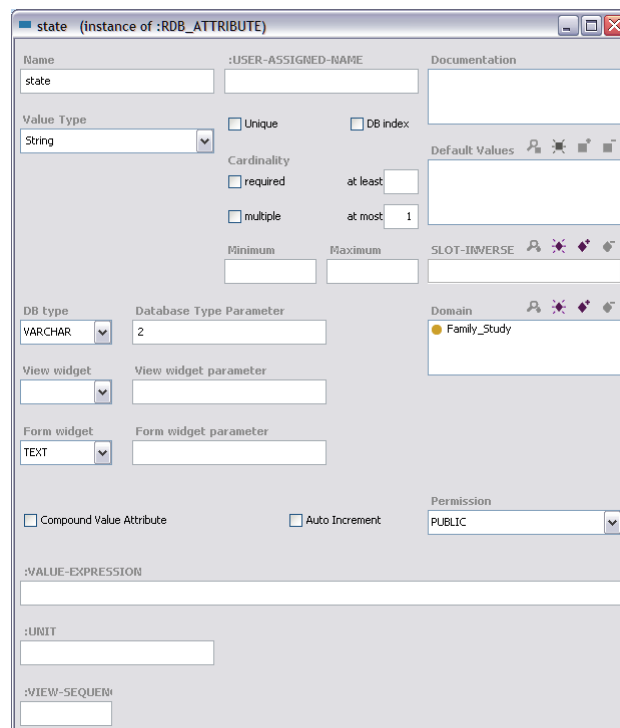 state (instance of :RDB_ATTRIBUTE)
Name
:USER-ASSIGNED-NAME
Documentation
state
Value Type
String
Unique
DB index
Cardinality
Default Values
required
at least
multiple
at most
1
Minimum
Maximum
SLOT-INVERSE
DB type
Database Type Parameter
Domain
VARCHAR
2
Family_Study
View widget
View widget parameter
Form widget
Form widget parameter
TEXT
Permission
Compound Value Attribute
Auto Increment
PUBLIC
:VALUE-EXPRESSION
:UNIT
:VIEW-SEQUEN